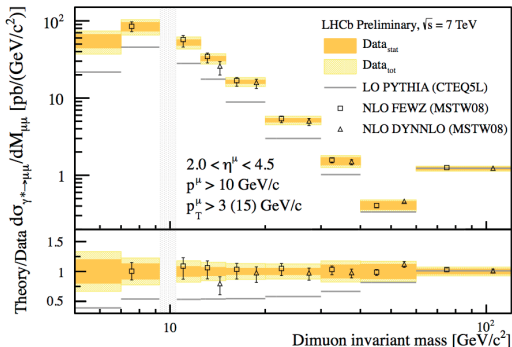 LHCb Preliminary, √s = 7 TeV
Data_stat
Data_tot
LO PYTHIA (CTEQ5L)
NLO FEWZ (MSTW08)
NLO DYNNLO (MSTW08)
dσ_γ*→μμ/dM_μμ [pb/(GeV/c²)]
10²
10
1
2.0 < η^μ < 4.5
p^μ > 10 GeV/c
p_T^μ > 3 (15) GeV/c
Theory/Data
1.5
1
0.5
10
10²
Dimuon invariant mass [GeV/c²]